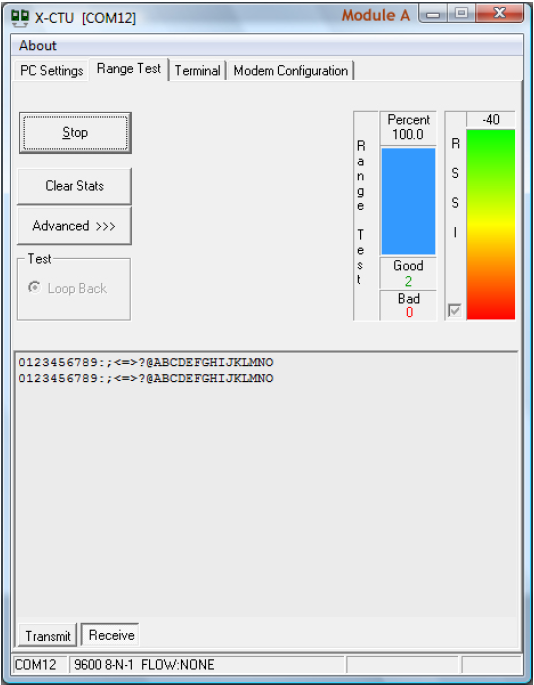 X-CTU [COM12]
Module A
About
PC Settings
Range Test
Terminal
Modem Configuration
Stop
Clear Stats
Advanced >>>
Test
Loop Back
Range Test
Percent
100.0
Good
2
Bad
0
RSSI
-40
0123456789:;<=>?@ABCDEFGHIJKLMNO
0123456789:;<=>?@ABCDEFGHIJKLMNO
Transmit
Receive
COM12
9600 8-N-1 FLOW:NONE